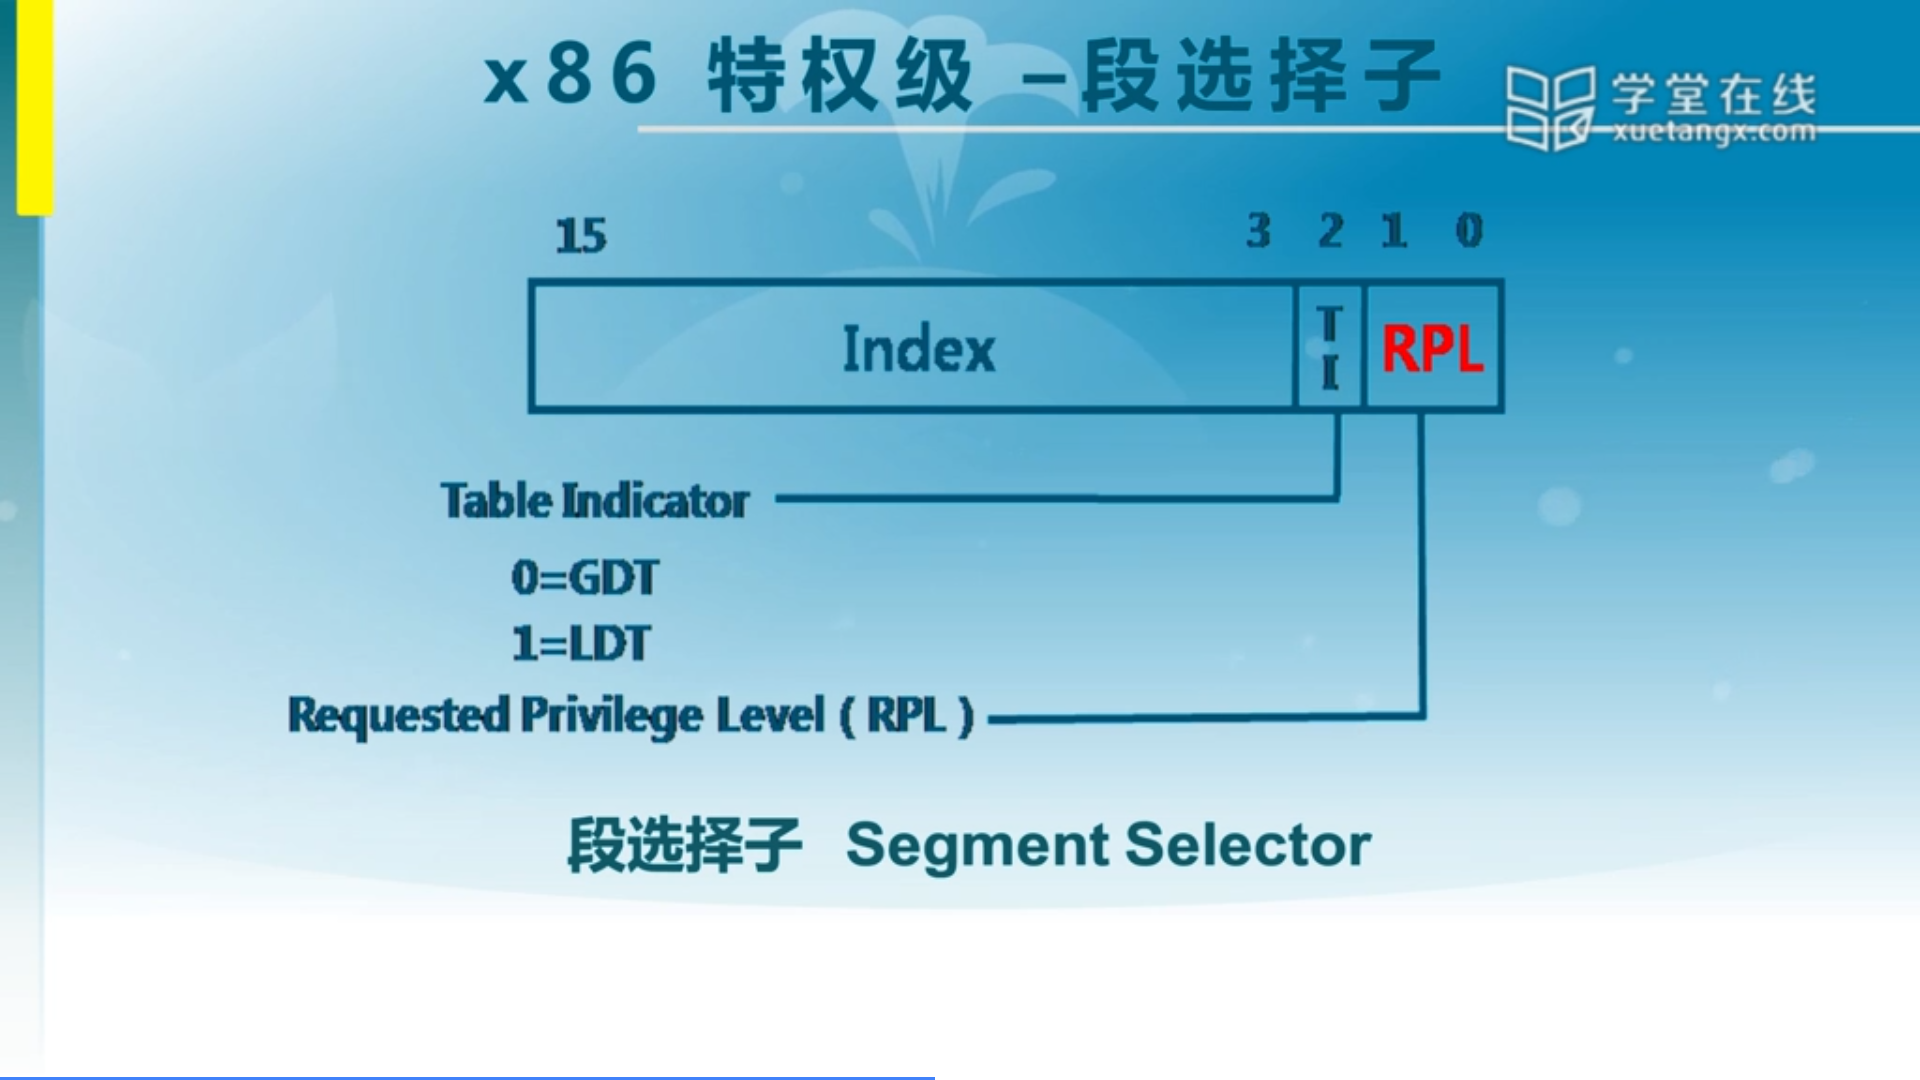 x86 特权级 –段选择子
学堂在线
xuetangx.com
15 3 2 1 0
Index TI RPL
Table Indicator
0=GDT
1=LDT
Requested Privilege Level ( RPL )
段选择子 Segment Selector